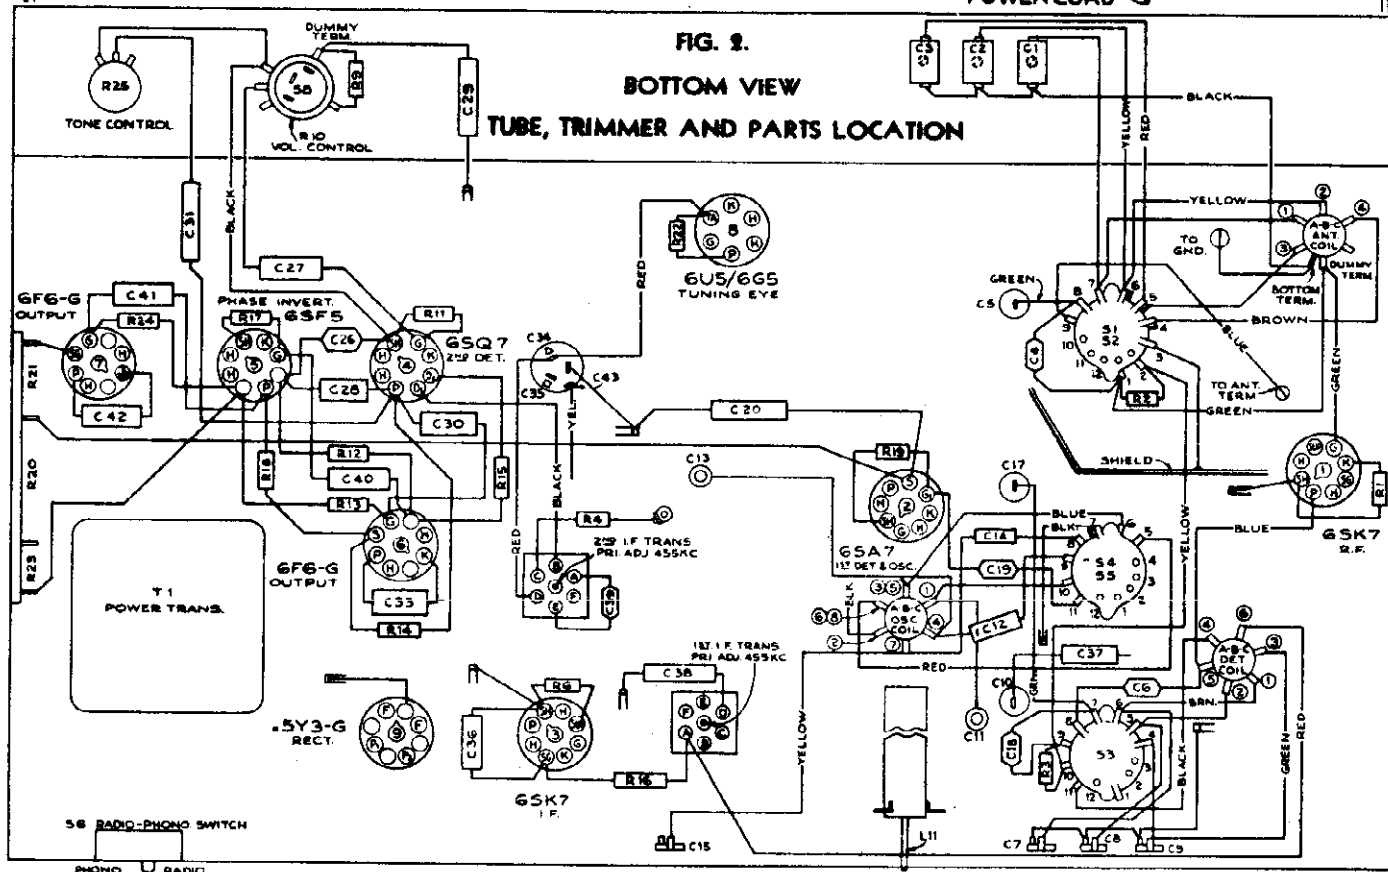 FIG. 2.
BOTTOM VIEW
TUBE, TRIMMER AND PARTS LOCATION
DUMMY
TERM.
R25
TONE CONTROL
R10
VOL. CONTROL
R9
C29
C3
C2
C1
YELLOW
RED
BLACK
C31
BLACK
C27
C41
6F6-G
OUTPUT
R24
PHASE INVERT.
6SF5
R17
C26
R11
6SQ7
2ND DET.
C28
C30
C42
R21
R20
R23
R12
C40
R13
R15
R18
6F6-G
OUTPUT
C33
R14
T1
POWER TRANS.
RED
R22
6U5/6G5
TUNING EYE
C34
C35
C43
YEL
BLACK
RED
R4
2ND I.F. TRANS
PRI. ADJ 455KC
C20
C13
R19
6SA7
1ST DET & OSC.
C17
GREEN
C5
C4
S1
S2
R2
GREEN
YELLOW
A-B-C
ANT.
COIL
TO
GND.
DUMMY
TERM.
BOTTOM
TERM.
BROWN
BLUE
TO ANT.
TERM
GREEN
SHIELD
R1
6SK7
R.F.
BLUE
BLUE
BLK
C14
C19
S4
S5
YELLOW
BLK
A-B-C
OSC
COIL
C12
RED
C37
C10
GRN
C11
C6
BRN.
A-B-C
DET
COIL
C18
R3
S3
BLACK
GREEN
RED
YELLOW
1ST I.F. TRANS
PRI. ADJ. 455KC
C38
R6
C36
6SK7
I.F.
R16
5Y3-G
RECT.
C15
L11
C7
C8
C9
S6 RADIO-PHONO SWITCH
PHONO
RADIO